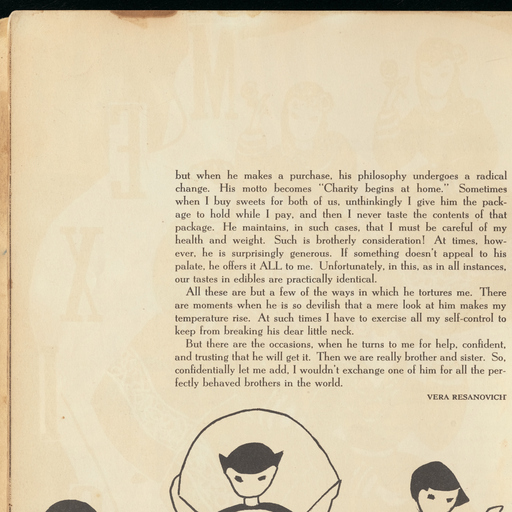 but when he makes a purchase, his philosophy undergoes a radical
change. His motto becomes "Charity begins at home." Sometimes
when I buy sweets for both of us, unthinkingly I give him the pack-
age to hold while I pay, and then I never taste the contents of that
package. He maintains, in such cases, that I must be careful of my
health and weight. Such is brotherly consideration! At times, how-
ever, he is surprisingly generous. If something doesn't appeal to his
palate, he offers it ALL to me. Unfortunately, in this, as in all instances,
our tastes in edibles are practically identical.
All these are but a few of the ways in which he tortures me. There
are moments when he is so devilish that a mere look at him makes my
temperature rise. At such times I have to exercise all my self-control to
keep from breaking his dear little neck.
But there are the occasions, when he turns to me for help, confident,
and trusting that he will get it. Then we are really brother and sister. So,
confidentially let me add, I wouldn't exchange one of him for all the per-
fectly behaved brothers in the world.
VERA RESANOVICH